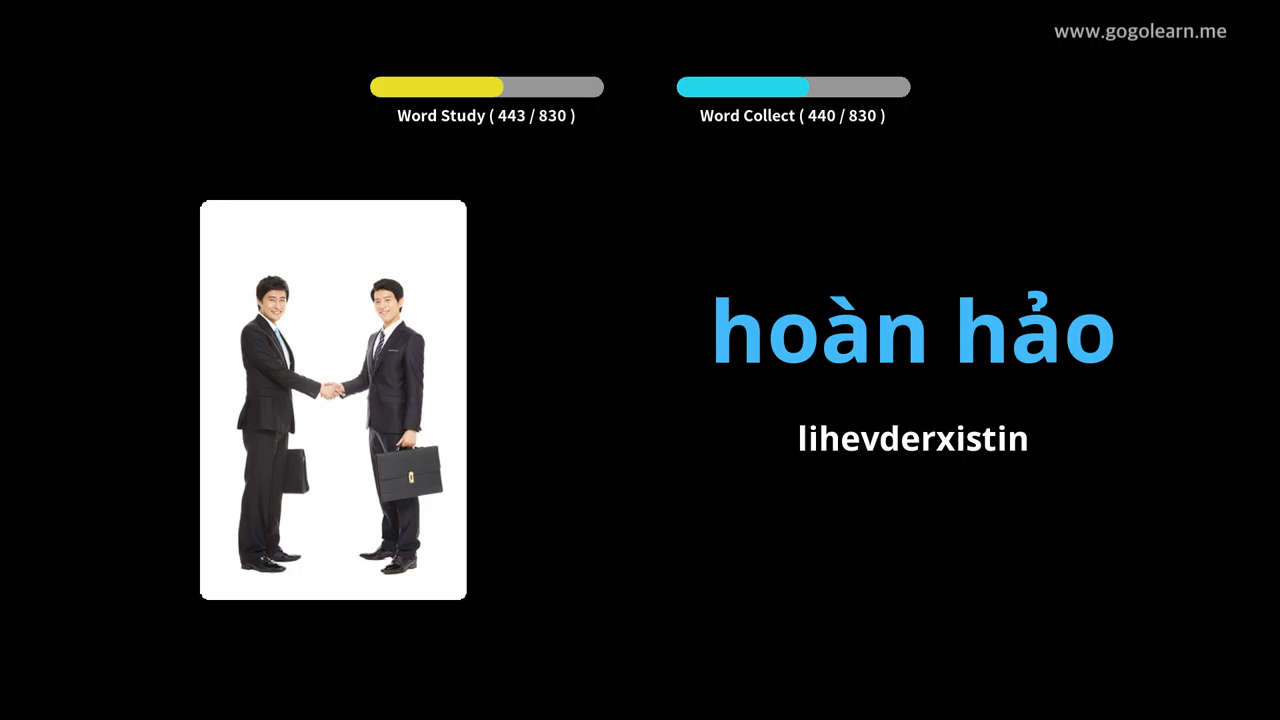 www.gogolearn.me
Word Study ( 443 / 830 )
Word Collect ( 440 / 830 )
hoàn hảo
lihevderxistin